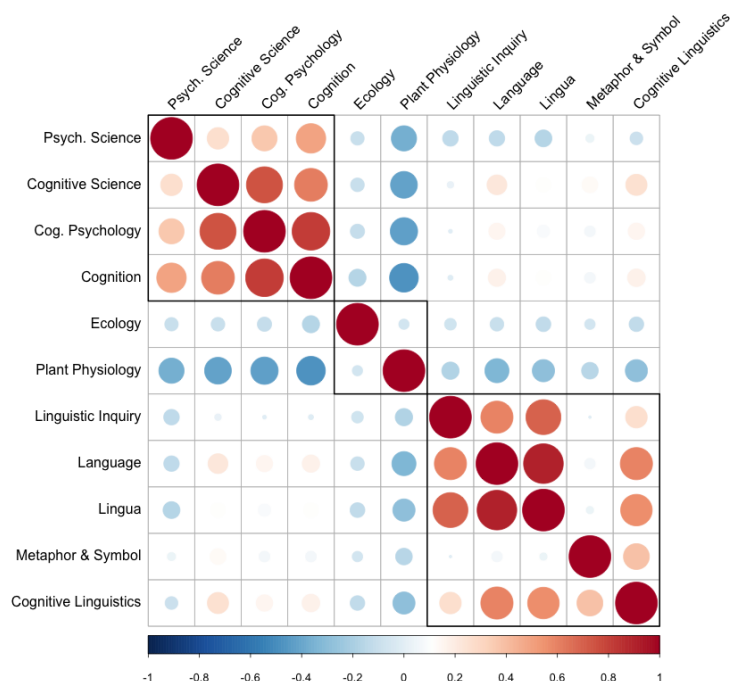 Psych. Science
Cognitive Science
Cog. Psychology
Cognition
Ecology
Plant Physiology
Linguistic Inquiry
Language
Lingua
Metaphor & Symbol
Cognitive Linguistics
Psych. Science
Cognitive Science
Cog. Psychology
Cognition
Ecology
Plant Physiology
Linguistic Inquiry
Language
Lingua
Metaphor & Symbol
Cognitive Linguistics
-1 -0.8 -0.6 -0.4 -0.2 0 0.2 0.4 0.6 0.8 1